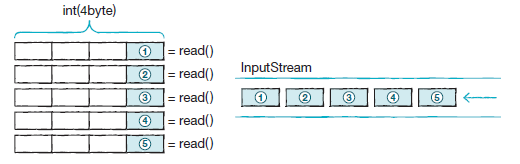 int(4byte)
① = read()
② = read()
③ = read()
④ = read()
⑤ = read()
InputStream
① ② ③ ④ ⑤